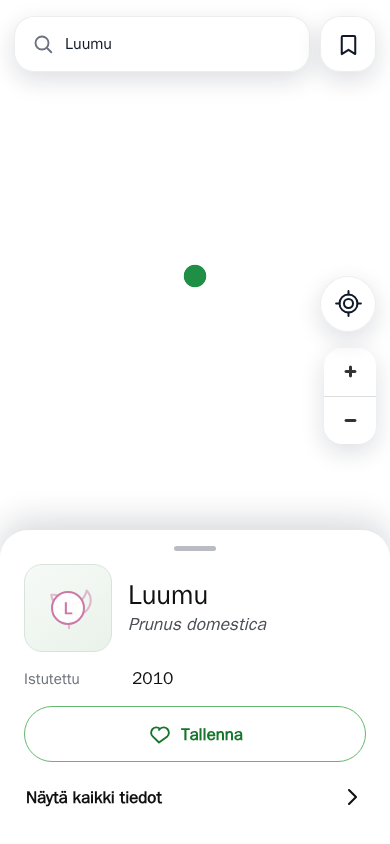 Luumu
L
Luumu
Prunus domestica
Istutettu 2010
Tallenna
Näytä kaikki tiedot